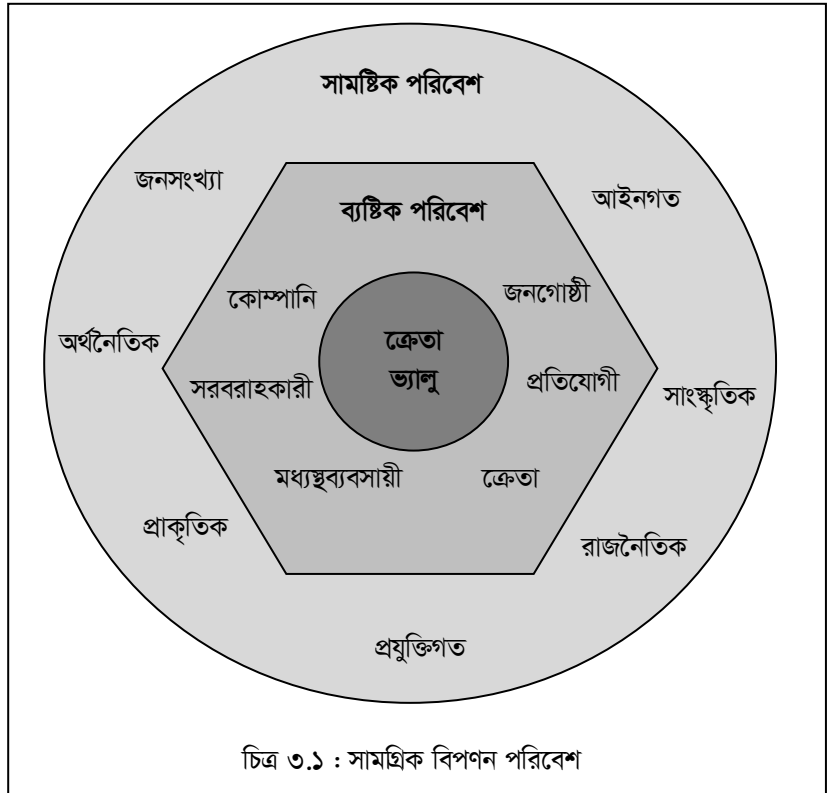 সামষ্টিক পরিবেশ
জনসংখ্যা
আইনগত
ব্যষ্টিক পরিবেশ
কোম্পানি
জনগোষ্ঠী
অর্থনৈতিক
ক্রেতা
ভ্যালু
সরবরাহকারী
প্রতিযোগী
সাংস্কৃতিক
মধ্যস্থব্যবসায়ী
ক্রেতা
প্রাকৃতিক
রাজনৈতিক
প্রযুক্তিগত
চিত্র ৩.১ : সামগ্রিক বিপণন পরিবেশ